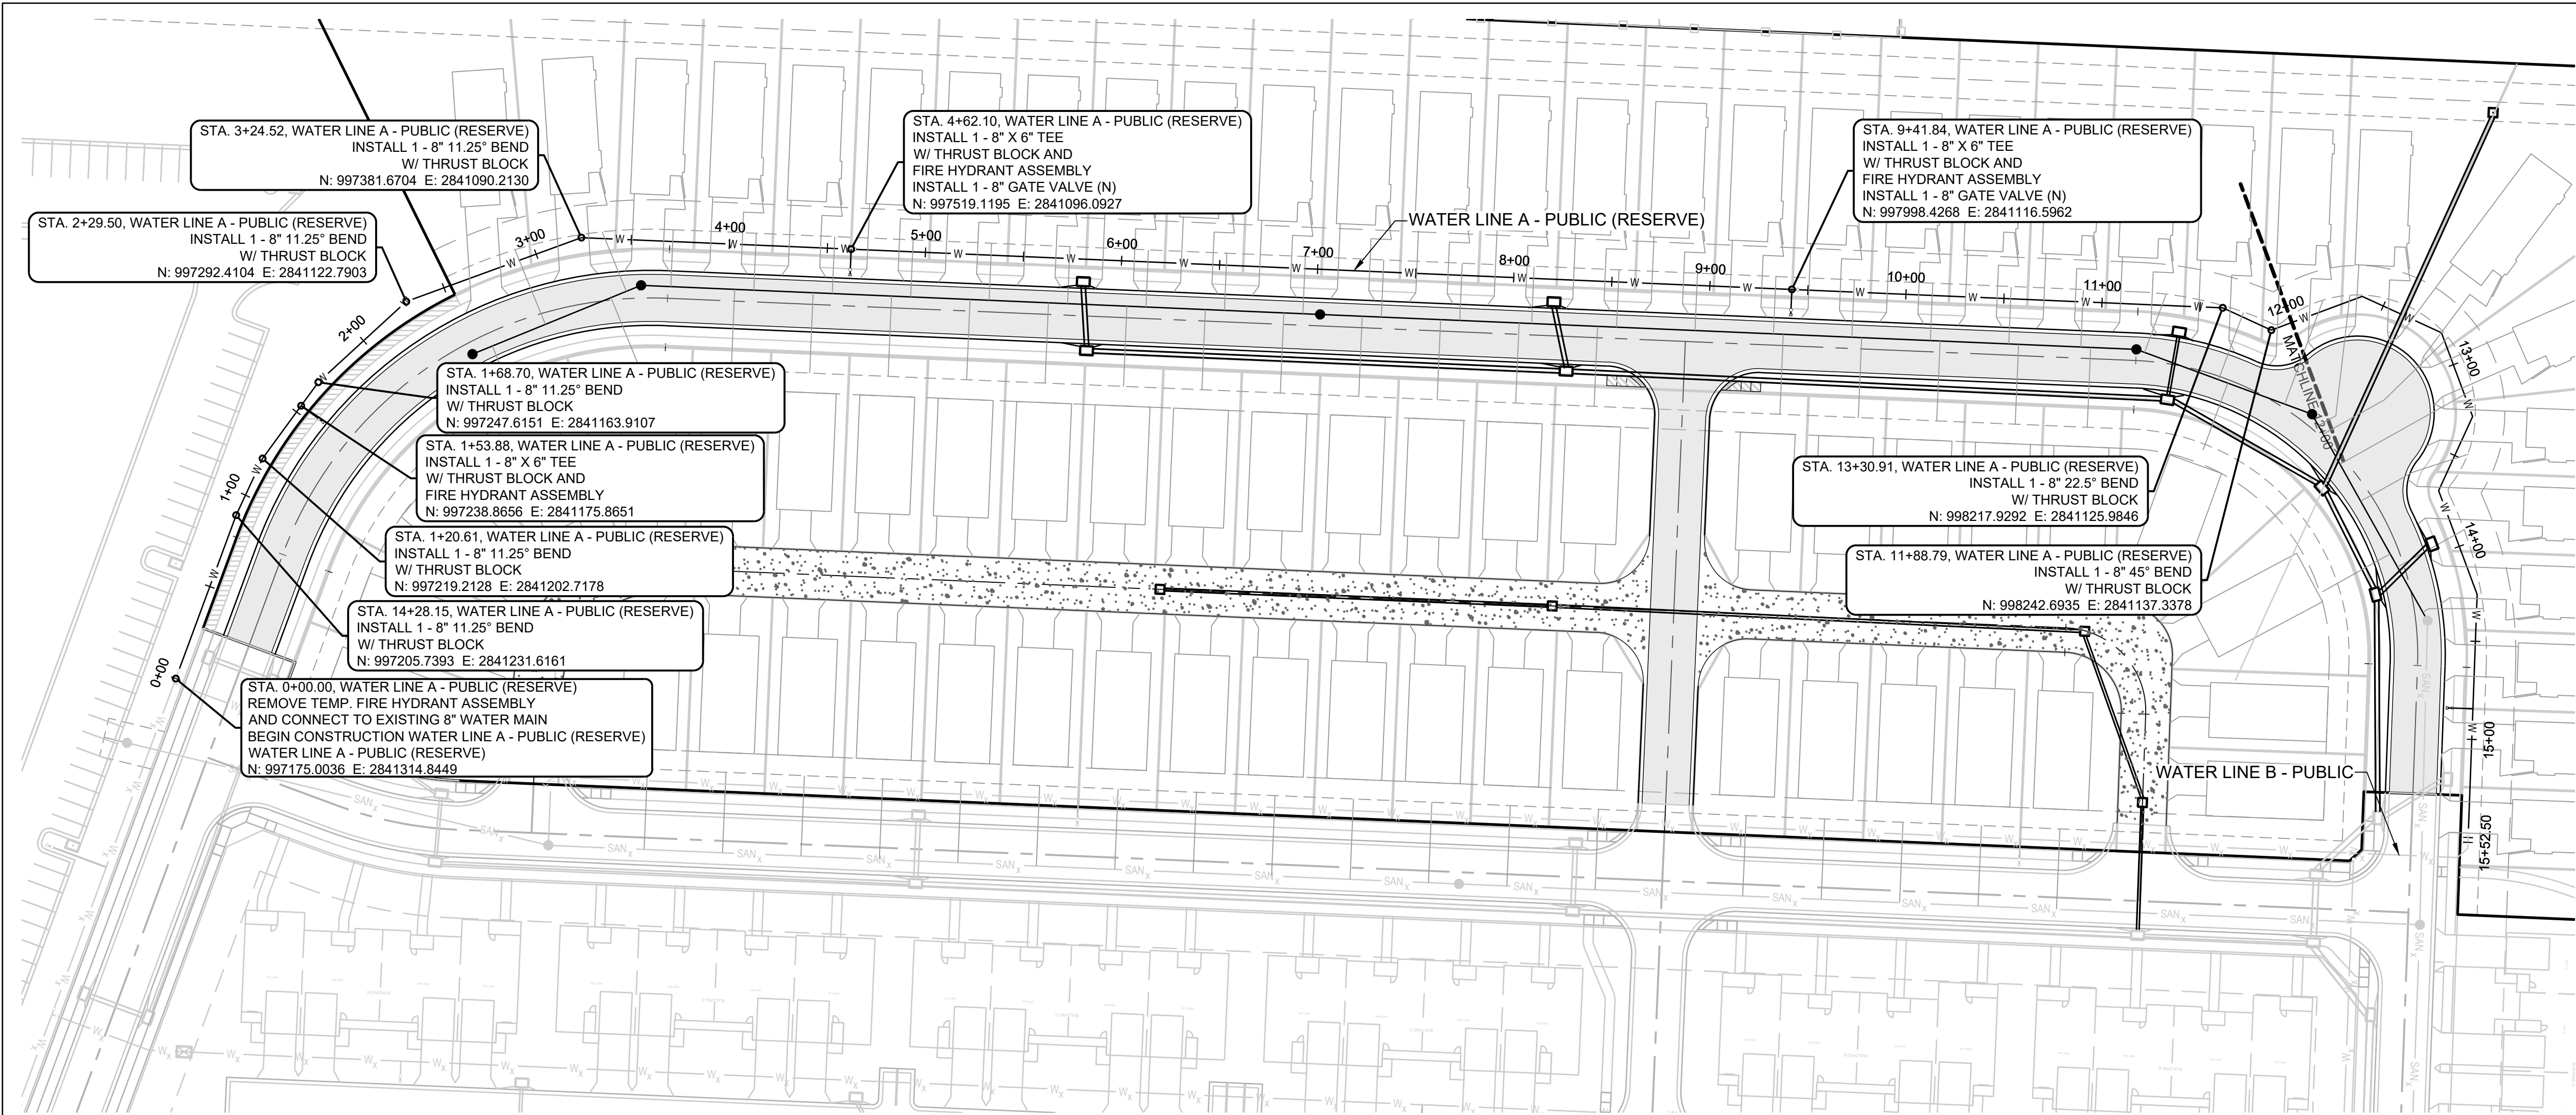 STA. 3+24.52, WATER LINE A - PUBLIC (RESERVE)
INSTALL 1 - 8" 11.25° BEND
W/ THRUST BLOCK
N: 997381.6704 E: 2841090.2130
STA. 4+62.10, WATER LINE A - PUBLIC (RESERVE)
INSTALL 1 - 8" X 6" TEE
W/ THRUST BLOCK AND
FIRE HYDRANT ASSEMBLY
INSTALL 1 - 8" GATE VALVE (N)
N: 997519.1195 E: 2841096.0927
STA. 9+41.84, WATER LINE A - PUBLIC (RESERVE)
INSTALL 1 - 8" X 6" TEE
W/ THRUST BLOCK AND
FIRE HYDRANT ASSEMBLY
INSTALL 1 - 8" GATE VALVE (N)
N: 997998.4268 E: 2841116.5962
STA. 2+29.50, WATER LINE A - PUBLIC (RESERVE)
INSTALL 1 - 8" 11.25° BEND
W/ THRUST BLOCK
N: 997292.4104 E: 2841122.7903
WATER LINE A - PUBLIC (RESERVE)
0+00
1+00
2+00
3+00
4+00
5+00
6+00
7+00
8+00
9+00
10+00
11+00
12+00
13+00
14+00
15+00
15+52.50
MATCHLINE 12+00
STA. 1+68.70, WATER LINE A - PUBLIC (RESERVE)
INSTALL 1 - 8" 11.25° BEND
W/ THRUST BLOCK
N: 997247.6151 E: 2841163.9107
STA. 1+53.88, WATER LINE A - PUBLIC (RESERVE)
INSTALL 1 - 8" X 6" TEE
W/ THRUST BLOCK AND
FIRE HYDRANT ASSEMBLY
N: 997238.8656 E: 2841175.8651
STA. 13+30.91, WATER LINE A - PUBLIC (RESERVE)
INSTALL 1 - 8" 22.5° BEND
W/ THRUST BLOCK
N: 998217.9292 E: 2841125.9846
STA. 1+20.61, WATER LINE A - PUBLIC (RESERVE)
INSTALL 1 - 8" 11.25° BEND
W/ THRUST BLOCK
N: 997219.2128 E: 2841202.7178
STA. 11+88.79, WATER LINE A - PUBLIC (RESERVE)
INSTALL 1 - 8" 45° BEND
W/ THRUST BLOCK
N: 998242.6935 E: 2841137.3378
STA. 14+28.15, WATER LINE A - PUBLIC (RESERVE)
INSTALL 1 - 8" 11.25° BEND
W/ THRUST BLOCK
N: 997205.7393 E: 2841231.6161
STA. 0+00.00, WATER LINE A - PUBLIC (RESERVE)
REMOVE TEMP. FIRE HYDRANT ASSEMBLY
AND CONNECT TO EXISTING 8" WATER MAIN
BEGIN CONSTRUCTION WATER LINE A - PUBLIC (RESERVE)
WATER LINE A - PUBLIC (RESERVE)
N: 997175.0036 E: 2841314.8449
WATER LINE B - PUBLIC